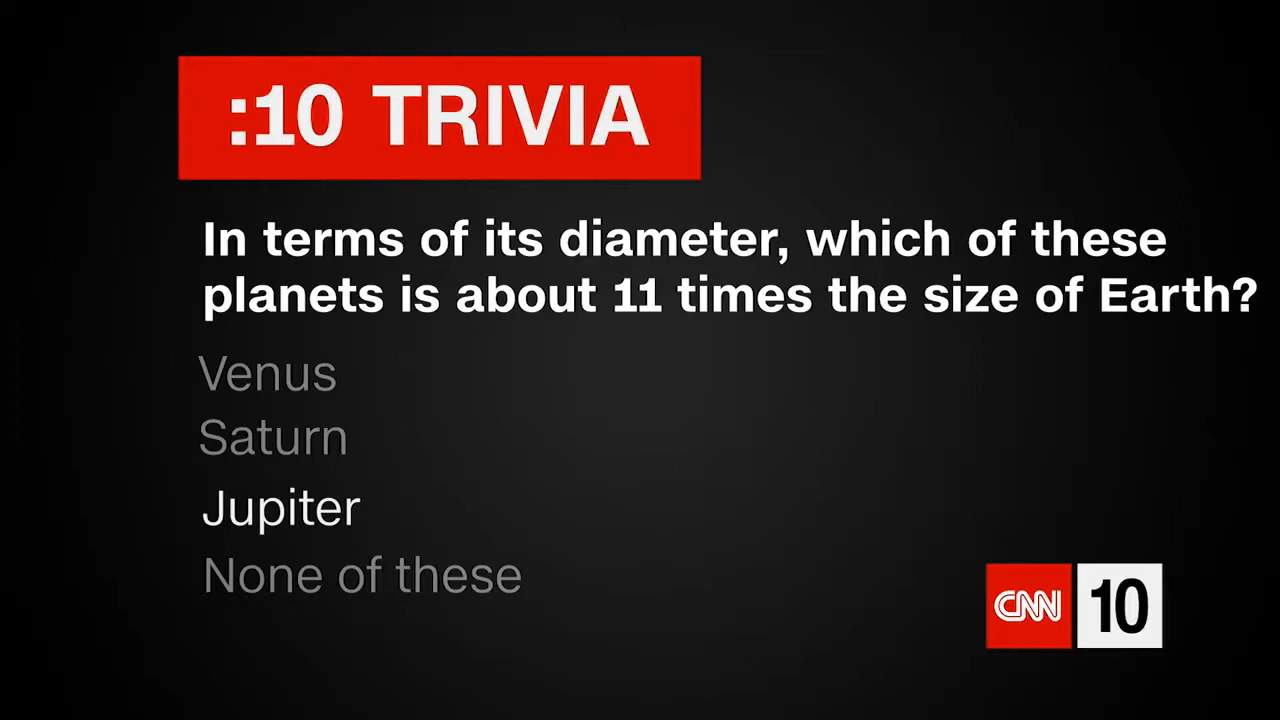 :10 TRIVIA
In terms of its diameter, which of these
planets is about 11 times the size of Earth?
Venus
Saturn
Jupiter
None of these
CNN 10